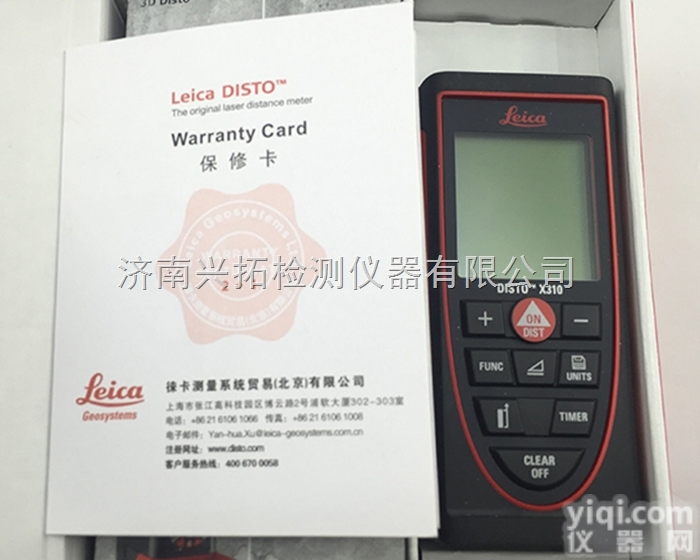 3D Disto
Leica DISTO™
The original laser distance meter
Warranty Card
保修卡
WARRANTY
济南兴拓检测仪器有限公司
Leica
Geosystems
徕卡测量系统贸易(北京)有限公司
上海市张江高科技园区博云路2号浦软大厦302-303室
电话：+86 21 6106 1066 传真：+86 21 6106 1008
电子邮件：Yan-hua.Xu@leica-geosystems.com.cn
注册网址：www.disto.com
客户服务热线：400 670 0058
Leica
DISTO™ X310
+
ON
DIST
−
FUNC
UNITS
TIMER
CLEAR
OFF
yiqi.com
仪器网